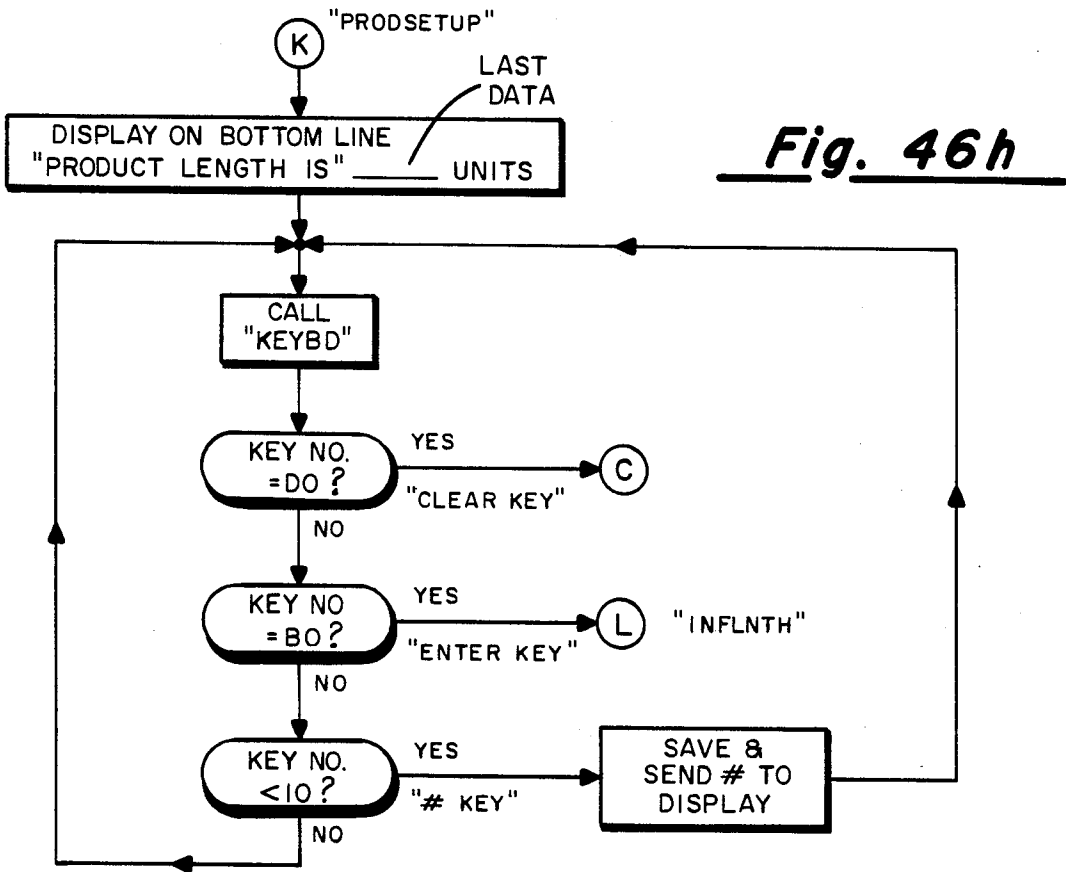 "PRODSETUP"
K
LAST
DATA
DISPLAY ON BOTTOM LINE
"PRODUCT LENGTH IS" _____ UNITS
Fig. 46h
CALL
"KEYBD"
KEY NO.
=DO?
YES
"CLEAR KEY"
C
NO
KEY NO
=BO?
YES
"ENTER KEY"
L
"INFLNTH"
NO
KEY NO.
<10?
YES
"# KEY"
SAVE &
SEND # TO
DISPLAY
NO